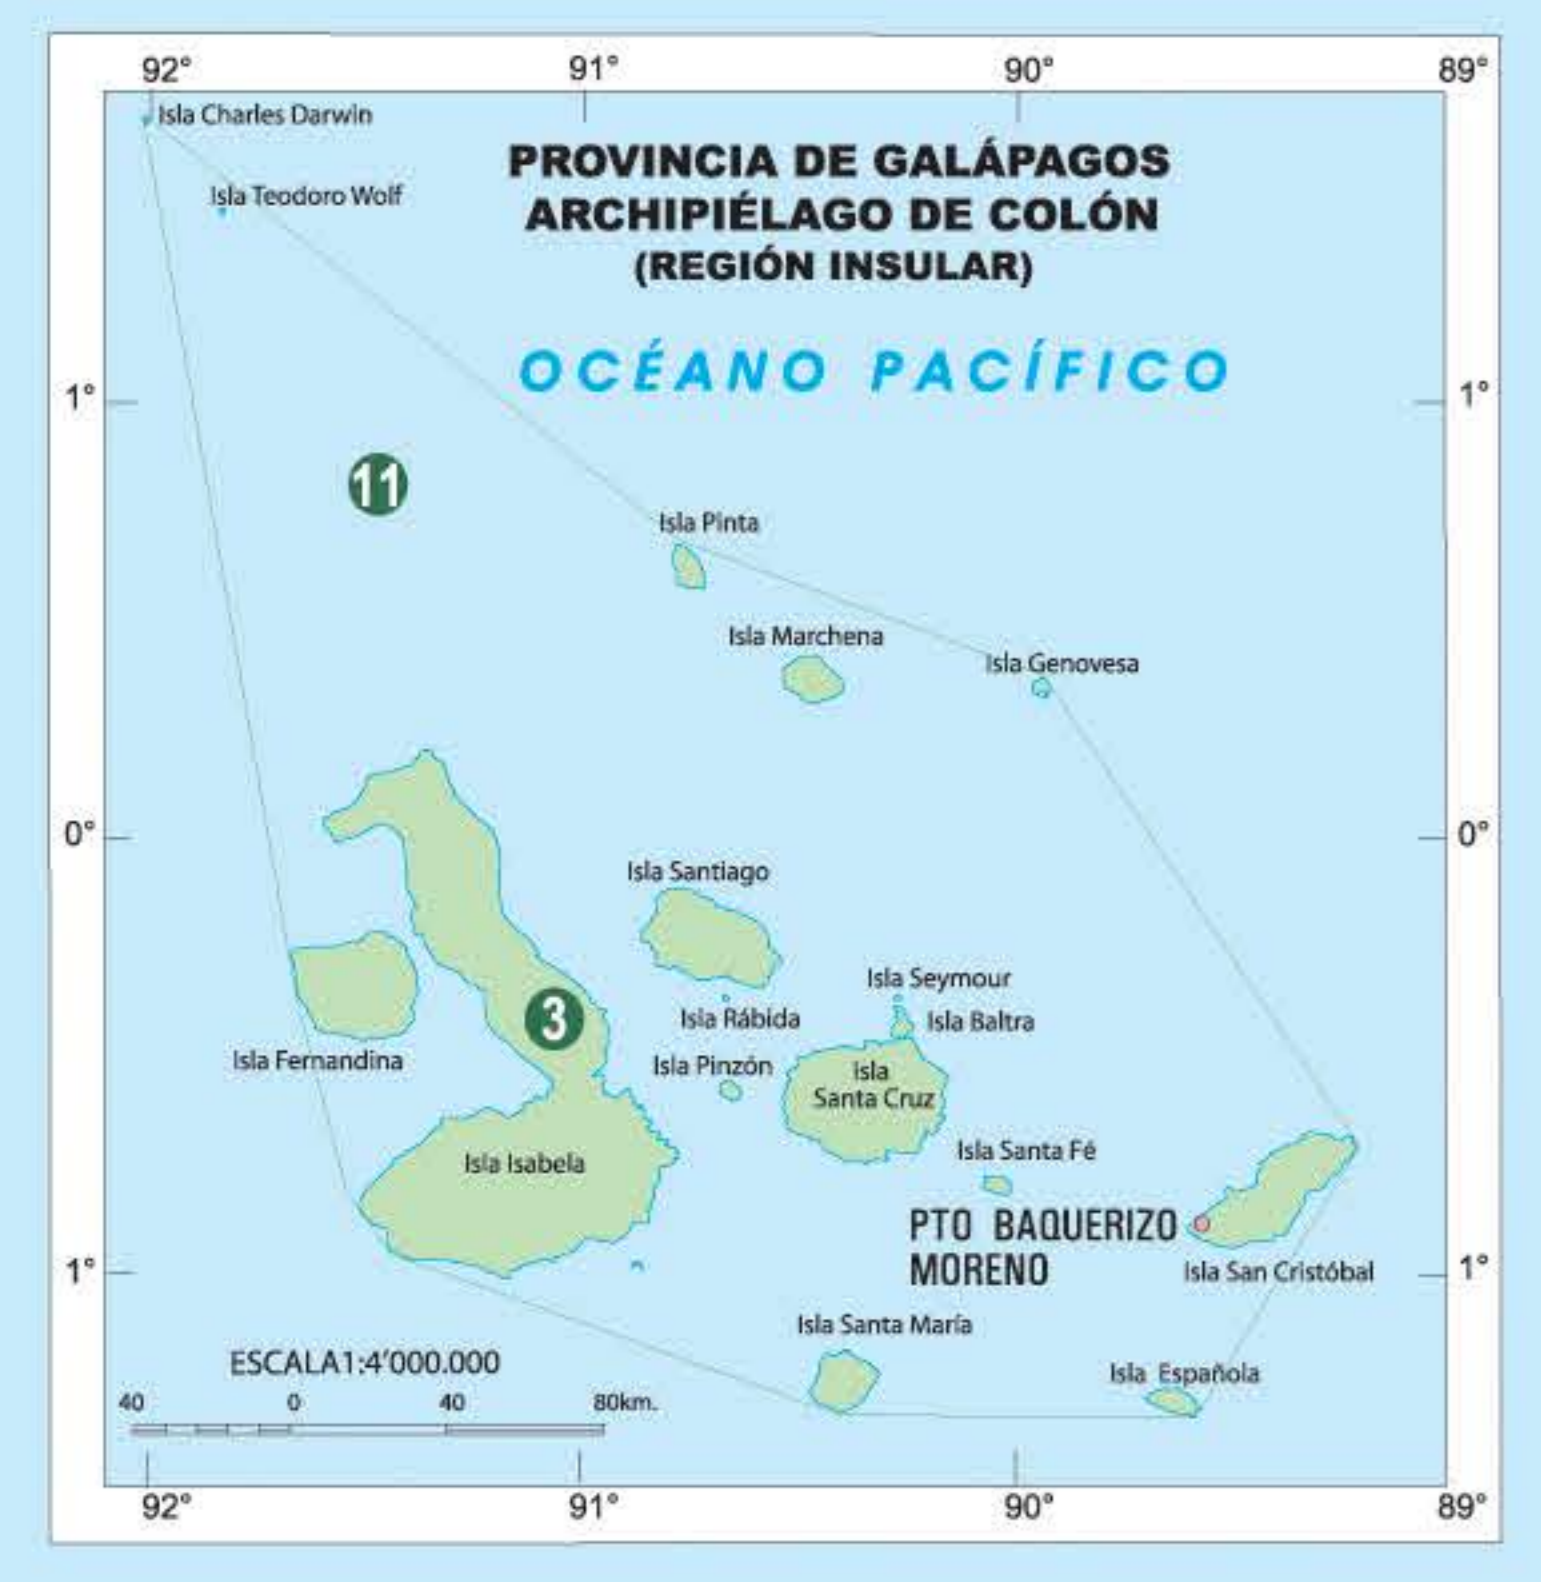 92° 91° 90° 89°
Isla Charles Darwin
PROVINCIA DE GALÁPAGOS
Isla Teodoro Wolf
ARCHIPIÉLAGO DE COLÓN
(REGIÓN INSULAR)
OCÉANO PACÍFICO
1° 1°
11
Isla Pinta
Isla Marchena
Isla Genovesa
0° 0°
Isla Santiago
Isla Seymour
3
Isla Rábida
Isla Baltra
Isla Fernandina
Isla Pinzón
Isla
Santa Cruz
Isla Isabela
Isla Santa Fé
PTO BAQUERIZO
MORENO
1° 1°
Isla San Cristóbal
Isla Santa María
ESCALA1:4'000.000
Isla Española
40 0 40 80km.
92° 91° 90° 89°